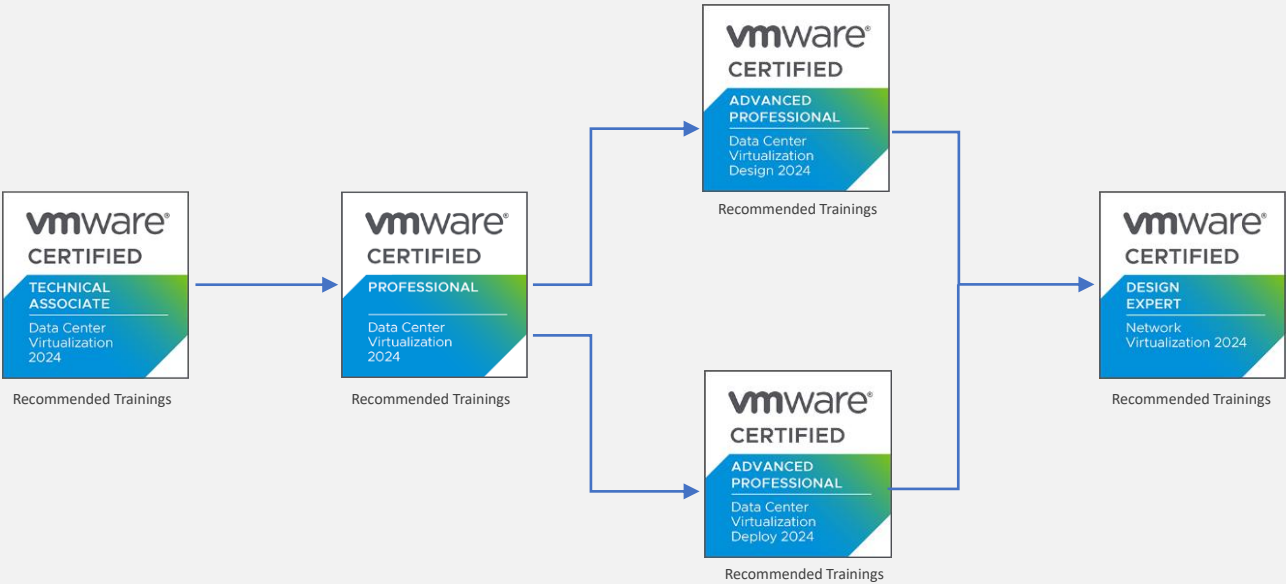 vmware®
CERTIFIED
TECHNICAL
ASSOCIATE
Data Center
Virtualization
2024
Recommended Trainings
vmware®
CERTIFIED
PROFESSIONAL
Data Center
Virtualization
2024
Recommended Trainings
vmware®
CERTIFIED
ADVANCED
PROFESSIONAL
Data Center
Virtualization
Design 2024
Recommended Trainings
vmware®
CERTIFIED
ADVANCED
PROFESSIONAL
Data Center
Virtualization
Deploy 2024
Recommended Trainings
vmware®
CERTIFIED
DESIGN
EXPERT
Network
Virtualization 2024
Recommended Trainings